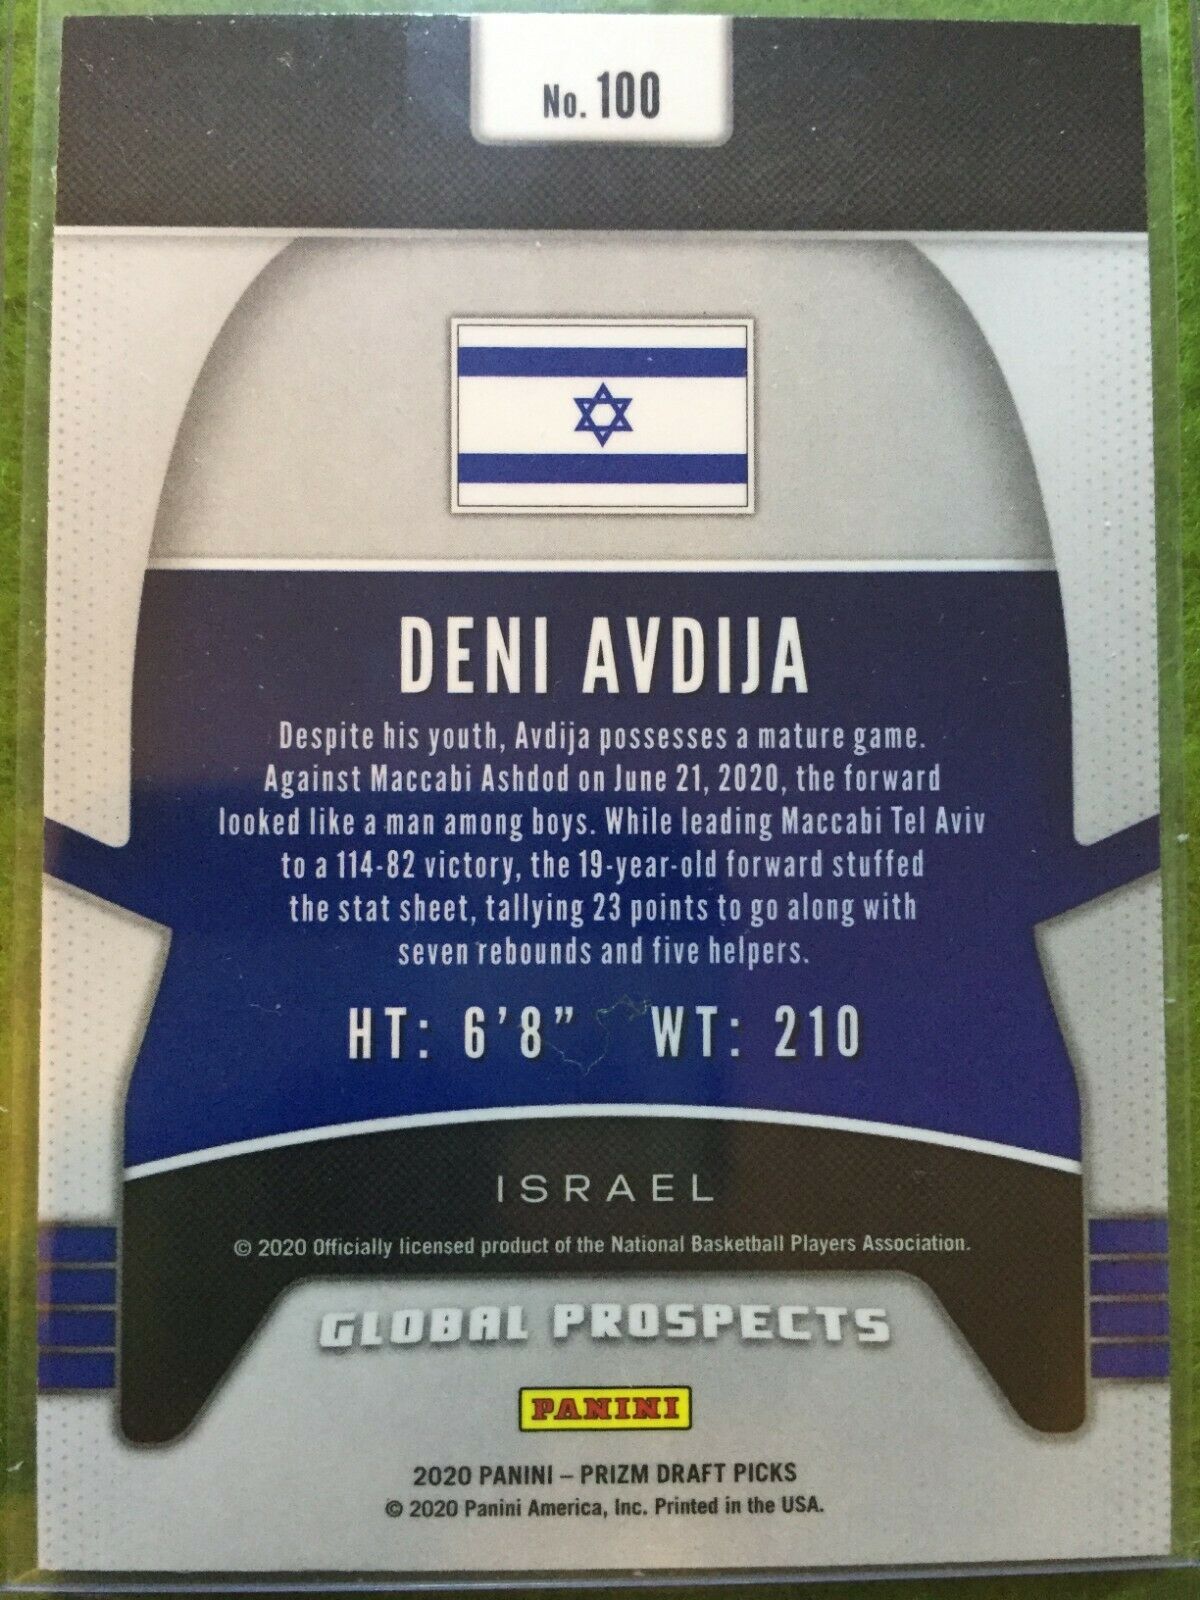 No. 100
DENI AVDIJA
Despite his youth, Avdija possesses a mature game.
Against Maccabi Ashdod on June 21, 2020, the forward
looked like a man among boys. While leading Maccabi Tel Aviv
to a 114-82 victory, the 19-year-old forward stuffed
the stat sheet, tallying 23 points to go along with
seven rebounds and five helpers.
HT: 6'8" WT: 210
ISRAEL
© 2020 Officially licensed product of the National Basketball Players Association.
GLOBAL PROSPECTS
PANINI
2020 PANINI – PRIZM DRAFT PICKS
© 2020 Panini America, Inc. Printed in the USA.